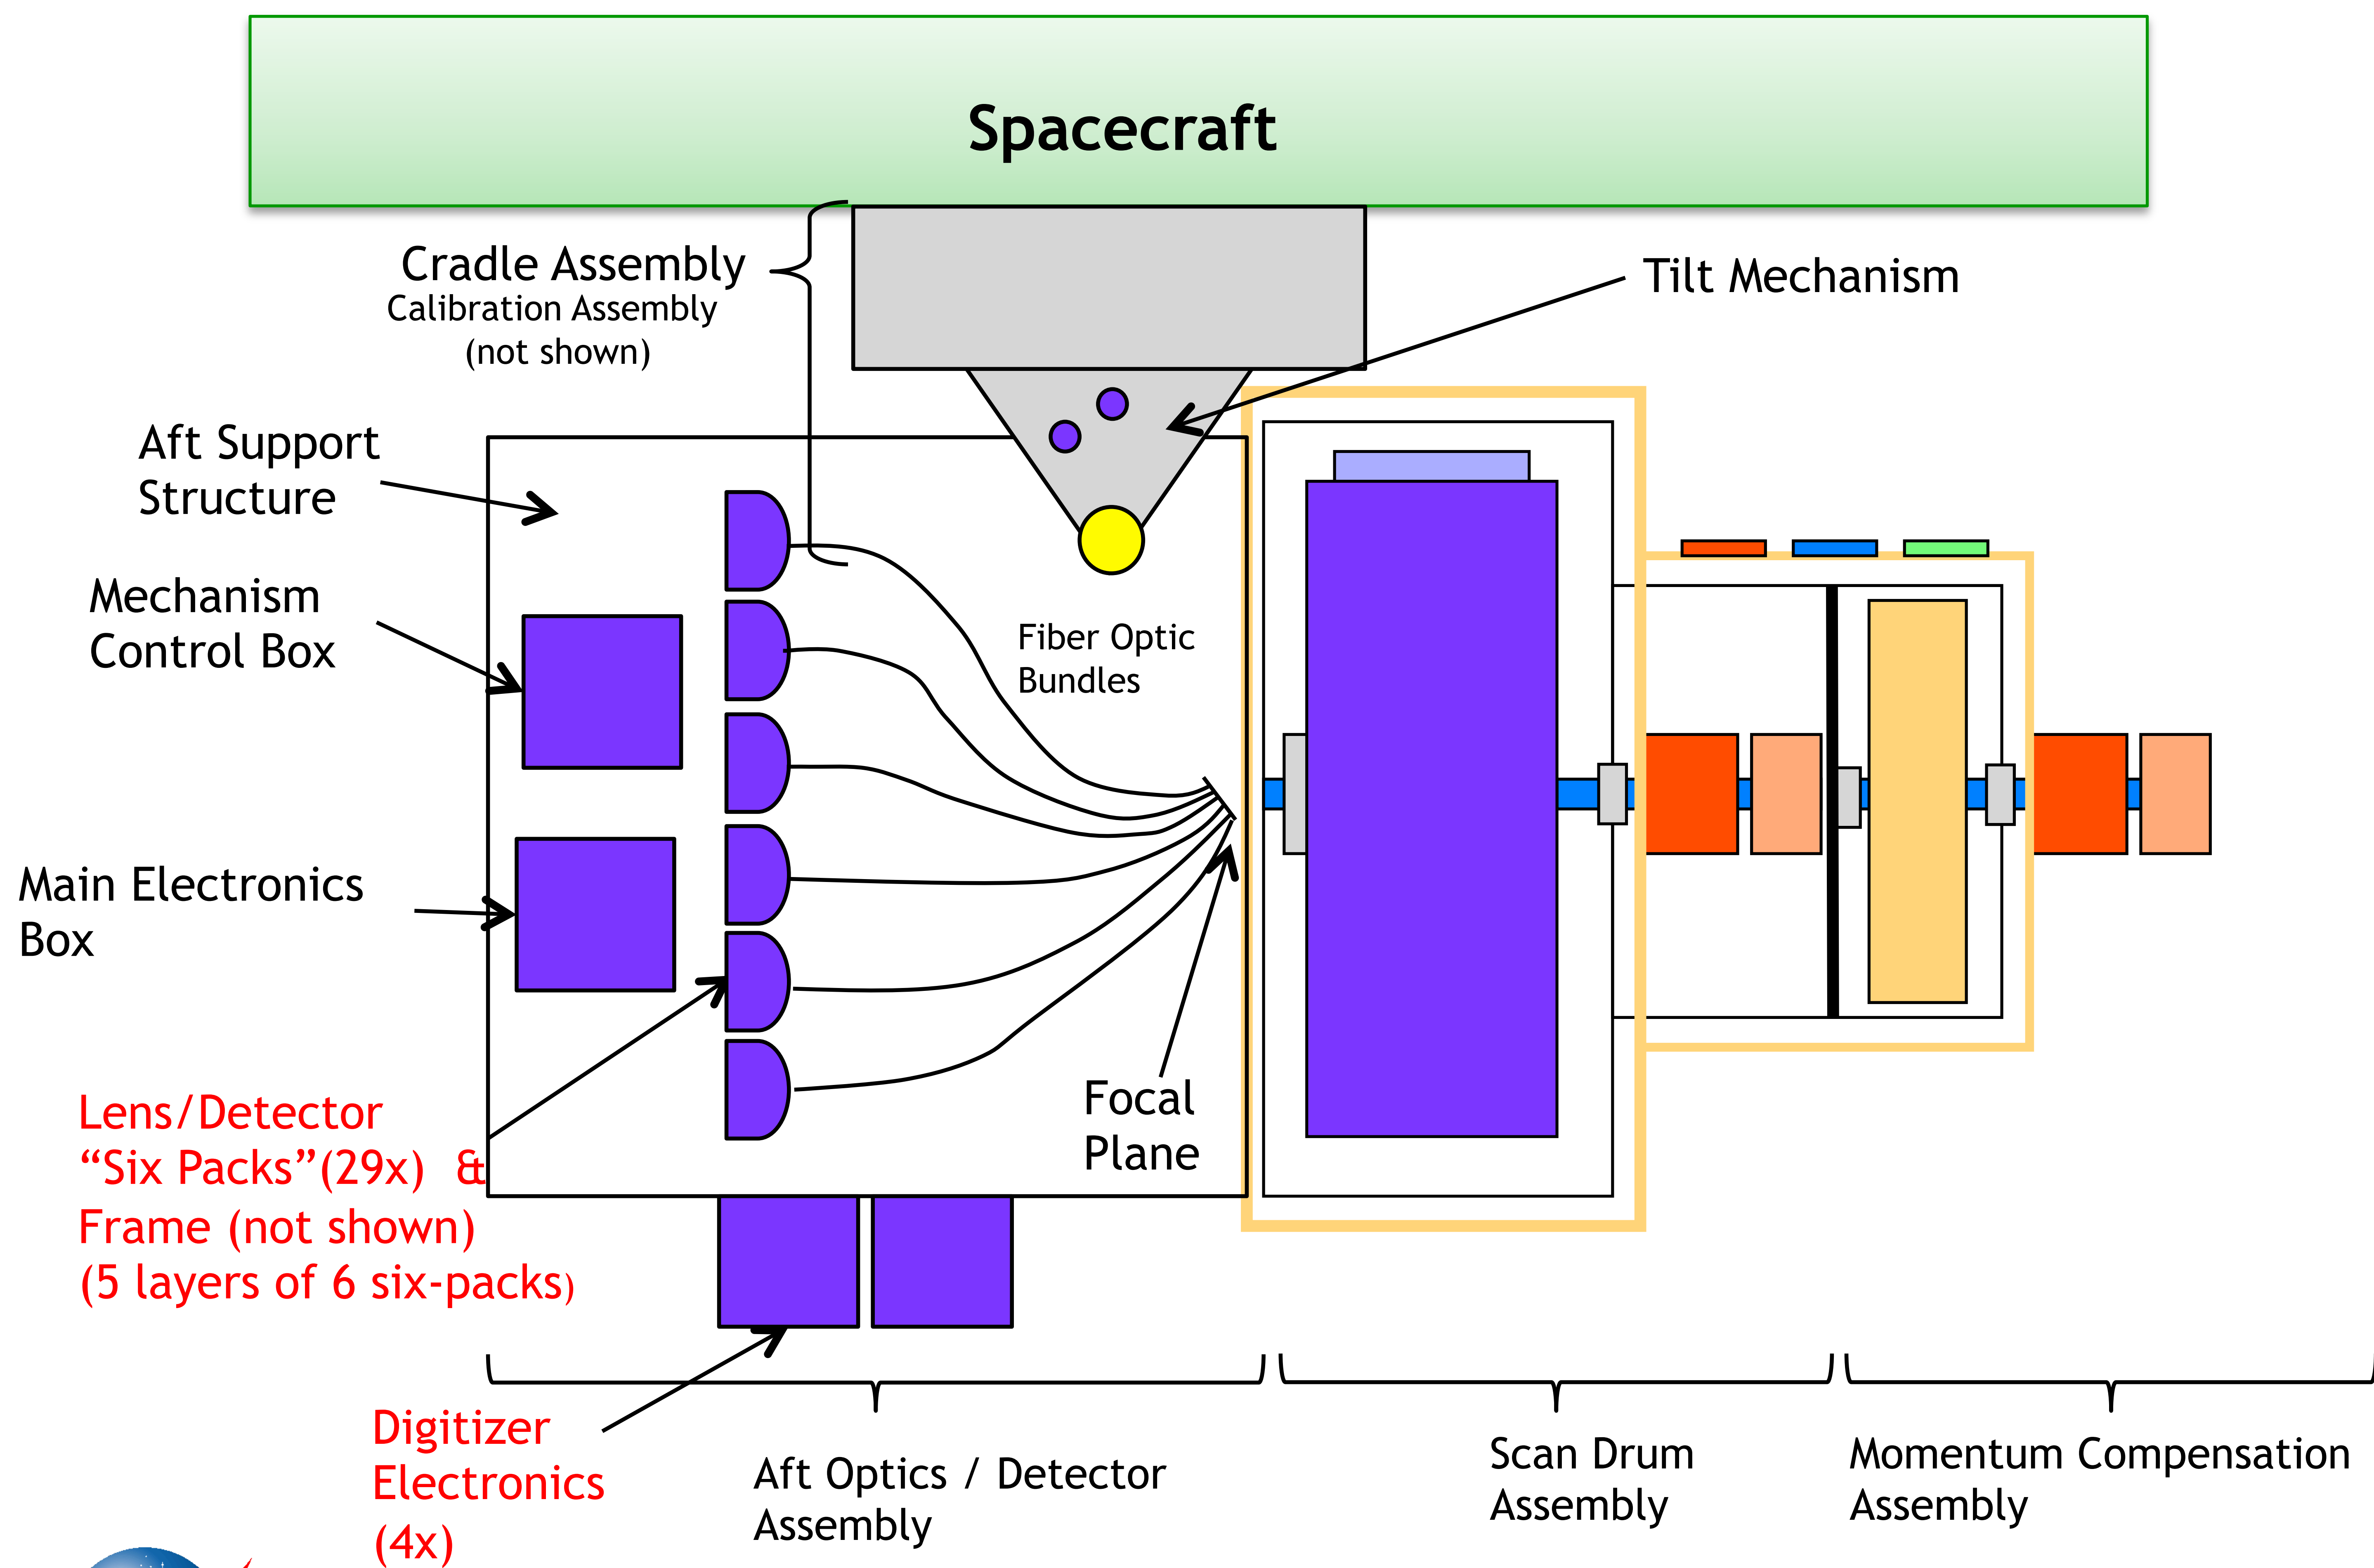 Spacecraft
Cradle Assembly
Calibration Assembly
(not shown)
Tilt Mechanism
Aft Support
Structure
Mechanism
Control Box
Fiber Optic
Bundles
Main Electronics
Box
Focal
Plane
Lens/Detector
“Six Packs”(29x) &
Frame (not shown)
(5 layers of 6 six-packs)
Digitizer
Electronics
(4x)
Aft Optics / Detector
Assembly
Scan Drum
Assembly
Momentum Compensation
Assembly